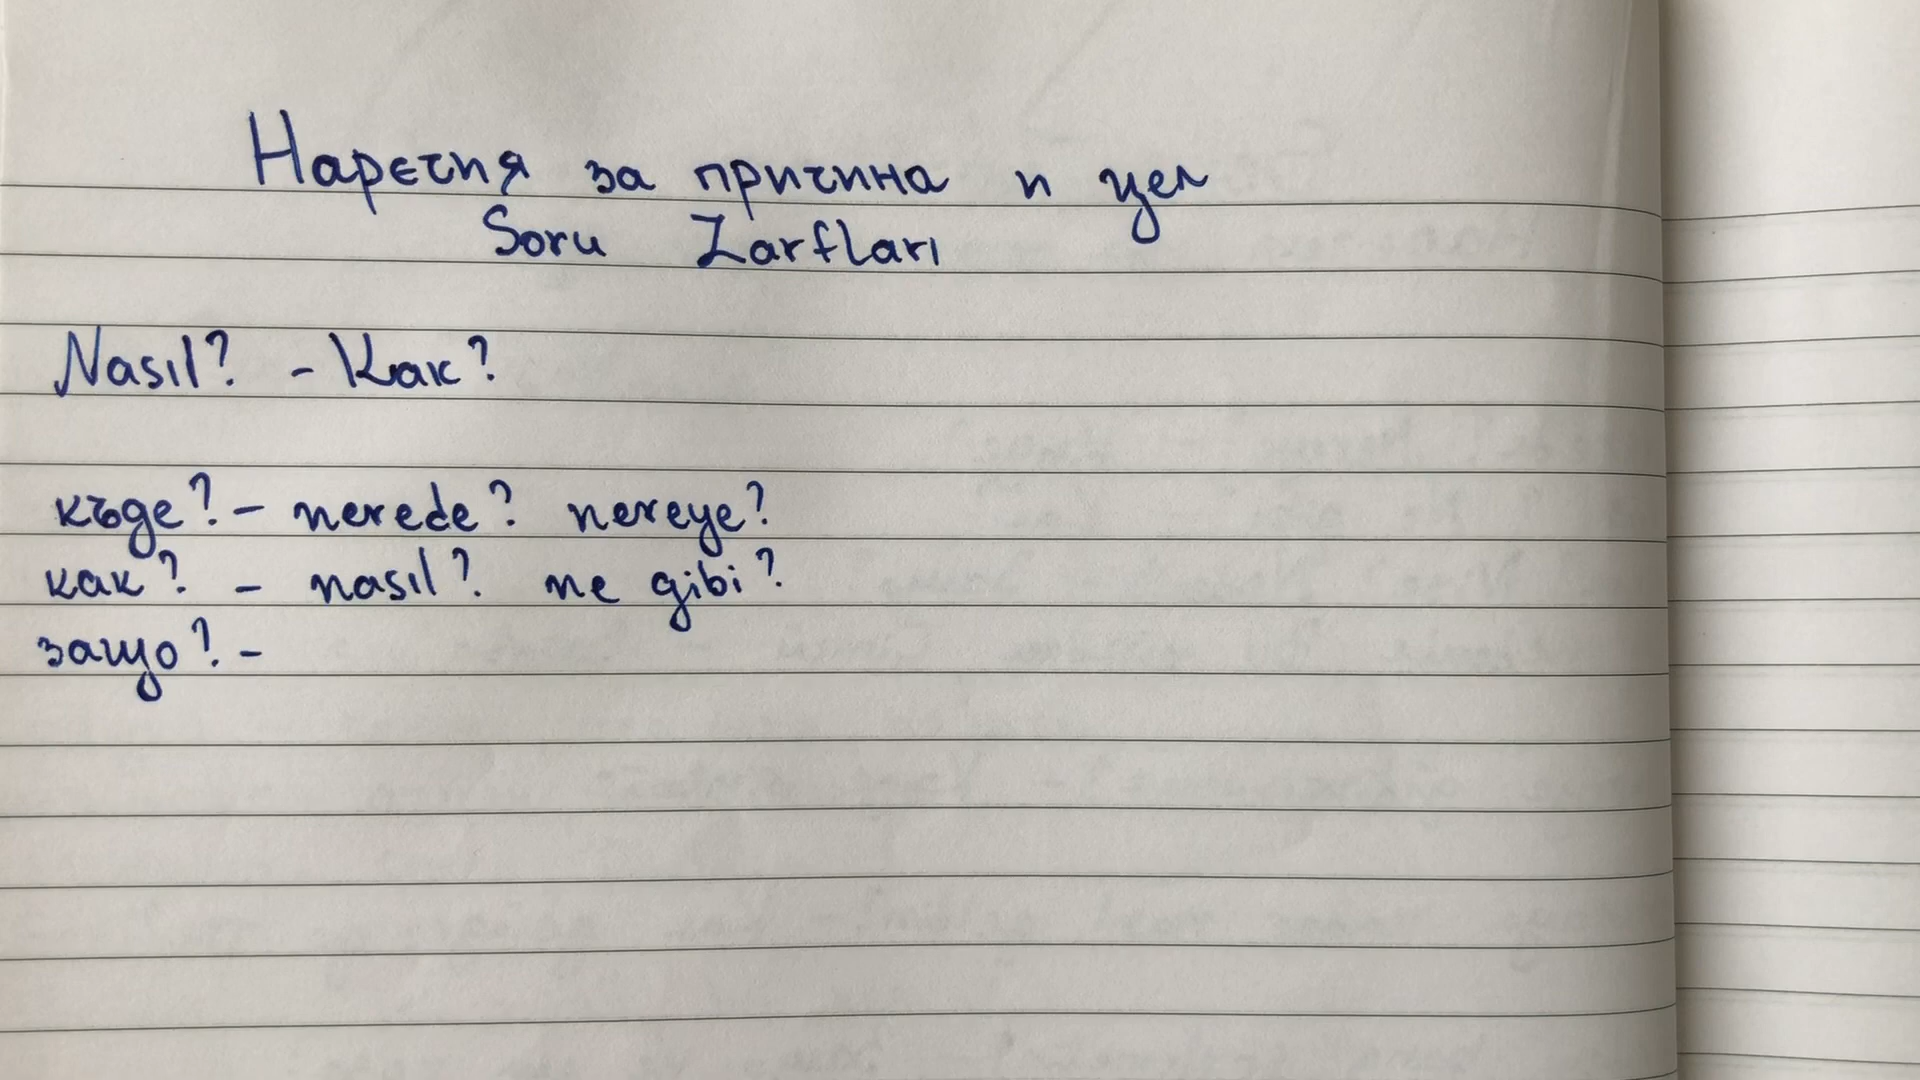 Наречия за причина и цел
Soru Zarfları
Nasıl? - Как?
къде? - nerede? nereye?
как? - nasıl? ne gibi?
защо? -